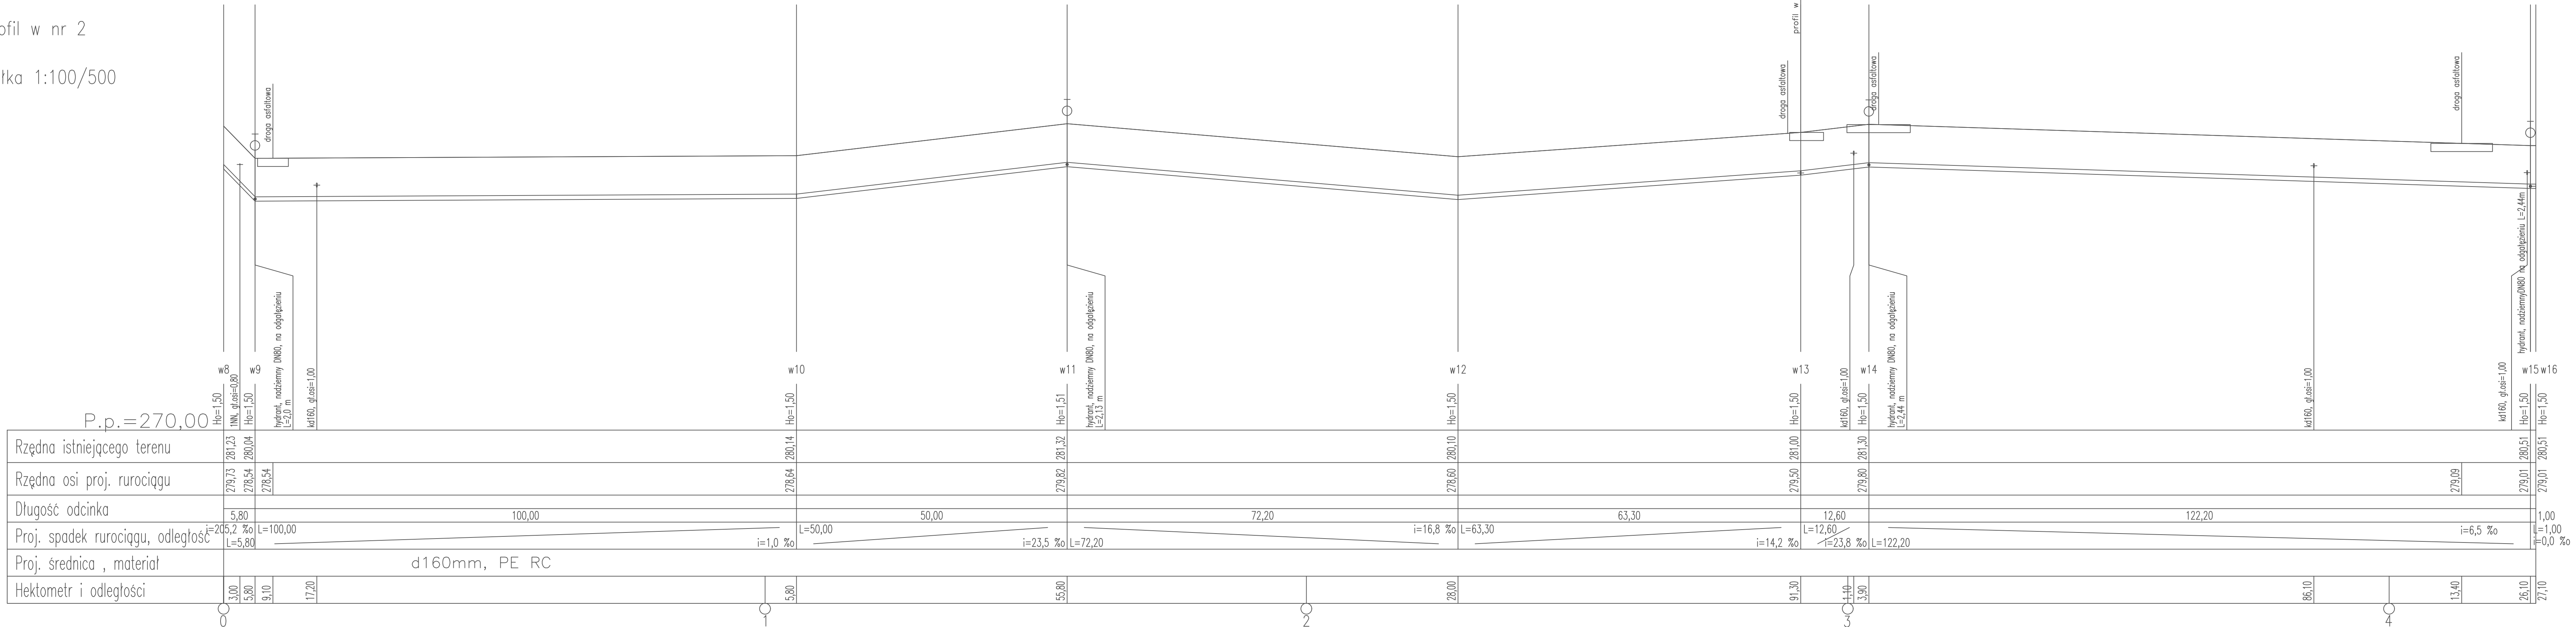 ofil w nr 2
łka 1:100/500
droga asfaltowa
profil w
droga asfaltowa
droga asfaltowa
droga asfaltowa
w8
w9
w10
w11
w12
w13
w14
w15
w16
P.p.=270,00
Ho=1,50
1NN, gł.osi=0,80
Ho=1,50
hydrant, nadziemny DN80, na odgałęzieniu
L=2,0 m
kd160, gł.osi=1,00
Ho=1,50
Ho=1,51
hydrant, nadziemny DN80, na odgałęzieniu
L=2,13 m
Ho=1,50
Ho=1,50
kd160, gł.osi=1,00
Ho=1,50
hydrant, nadziemny DN80, na odgałęzieniu
L=2,44 m
kd160, gł.osi=1,00
kd160, gł.osi=1,00
hydrant, nadziemnyDN80 na odgałęzieniu L=2,44m
Ho=1,50
Ho=1,50
Rzędna istniejącego terenu
281,23
280,04
280,14
281,32
280,10
281,00
281,30
280,51
280,51
Rzędna osi proj. rurociągu
279,73
278,54
278,54
278,64
279,82
278,60
279,50
279,80
279,09
279,01
279,01
Długość odcinka
5,80
100,00
50,00
72,20
63,30
12,60
122,20
1,00
Proj. spadek rurociągu, odległość
i=205,2 ‰
L=5,80
L=100,00
i=1,0 ‰
L=50,00
i=23,5 ‰
L=72,20
i=16,8 ‰
L=63,30
i=14,2 ‰
L=12,60
i=23,8 ‰
L=122,20
i=6,5 ‰
L=1,00
i=0,0 ‰
Proj. średnica , materiał
d160mm, PE RC
Hektometr i odległości
3,00
5,80
9,10
17,20
5,80
55,80
28,00
91,30
1,10
3,90
86,10
13,40
26,10
27,10
0
1
2
3
4